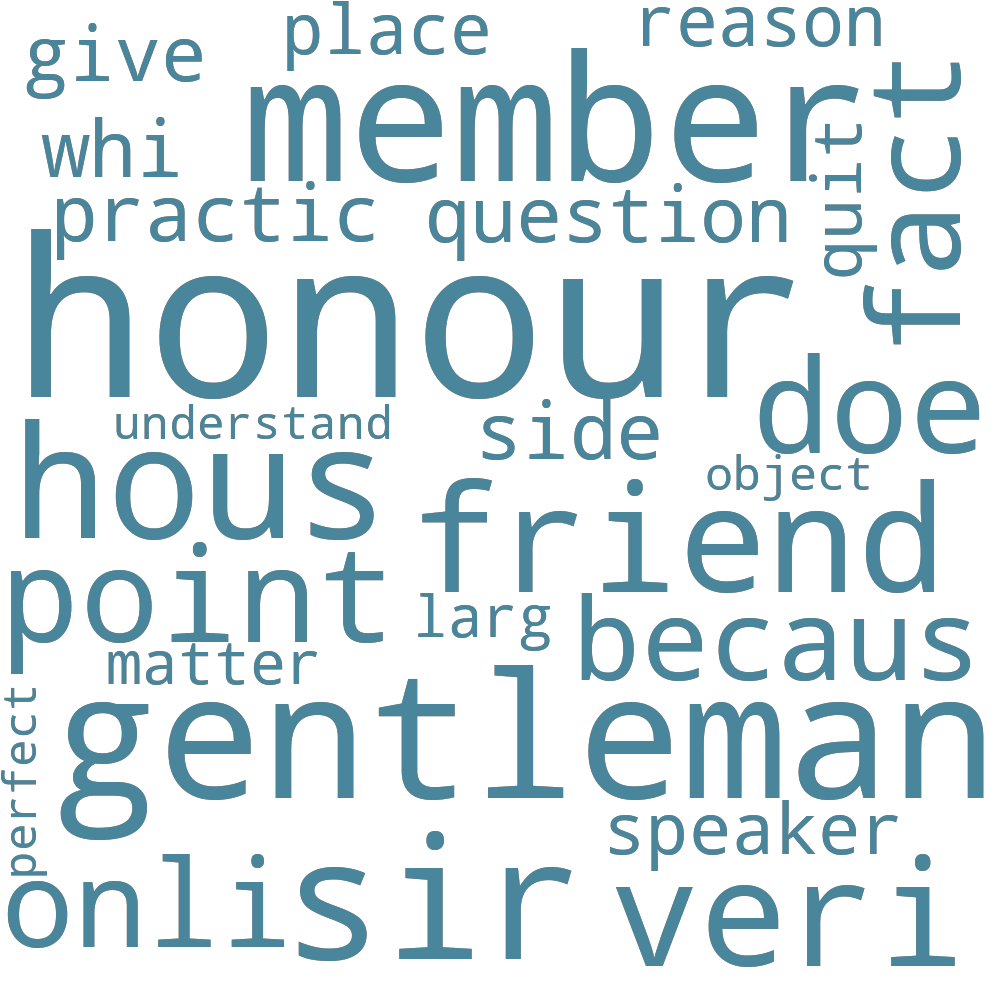 give
place
reason
member
fact
whi
quit
practic
question
honour
doe
understand
side
hous
object
friend
point
larg
becaus
matter
gentleman
perfect
speaker
onli
sir
veri